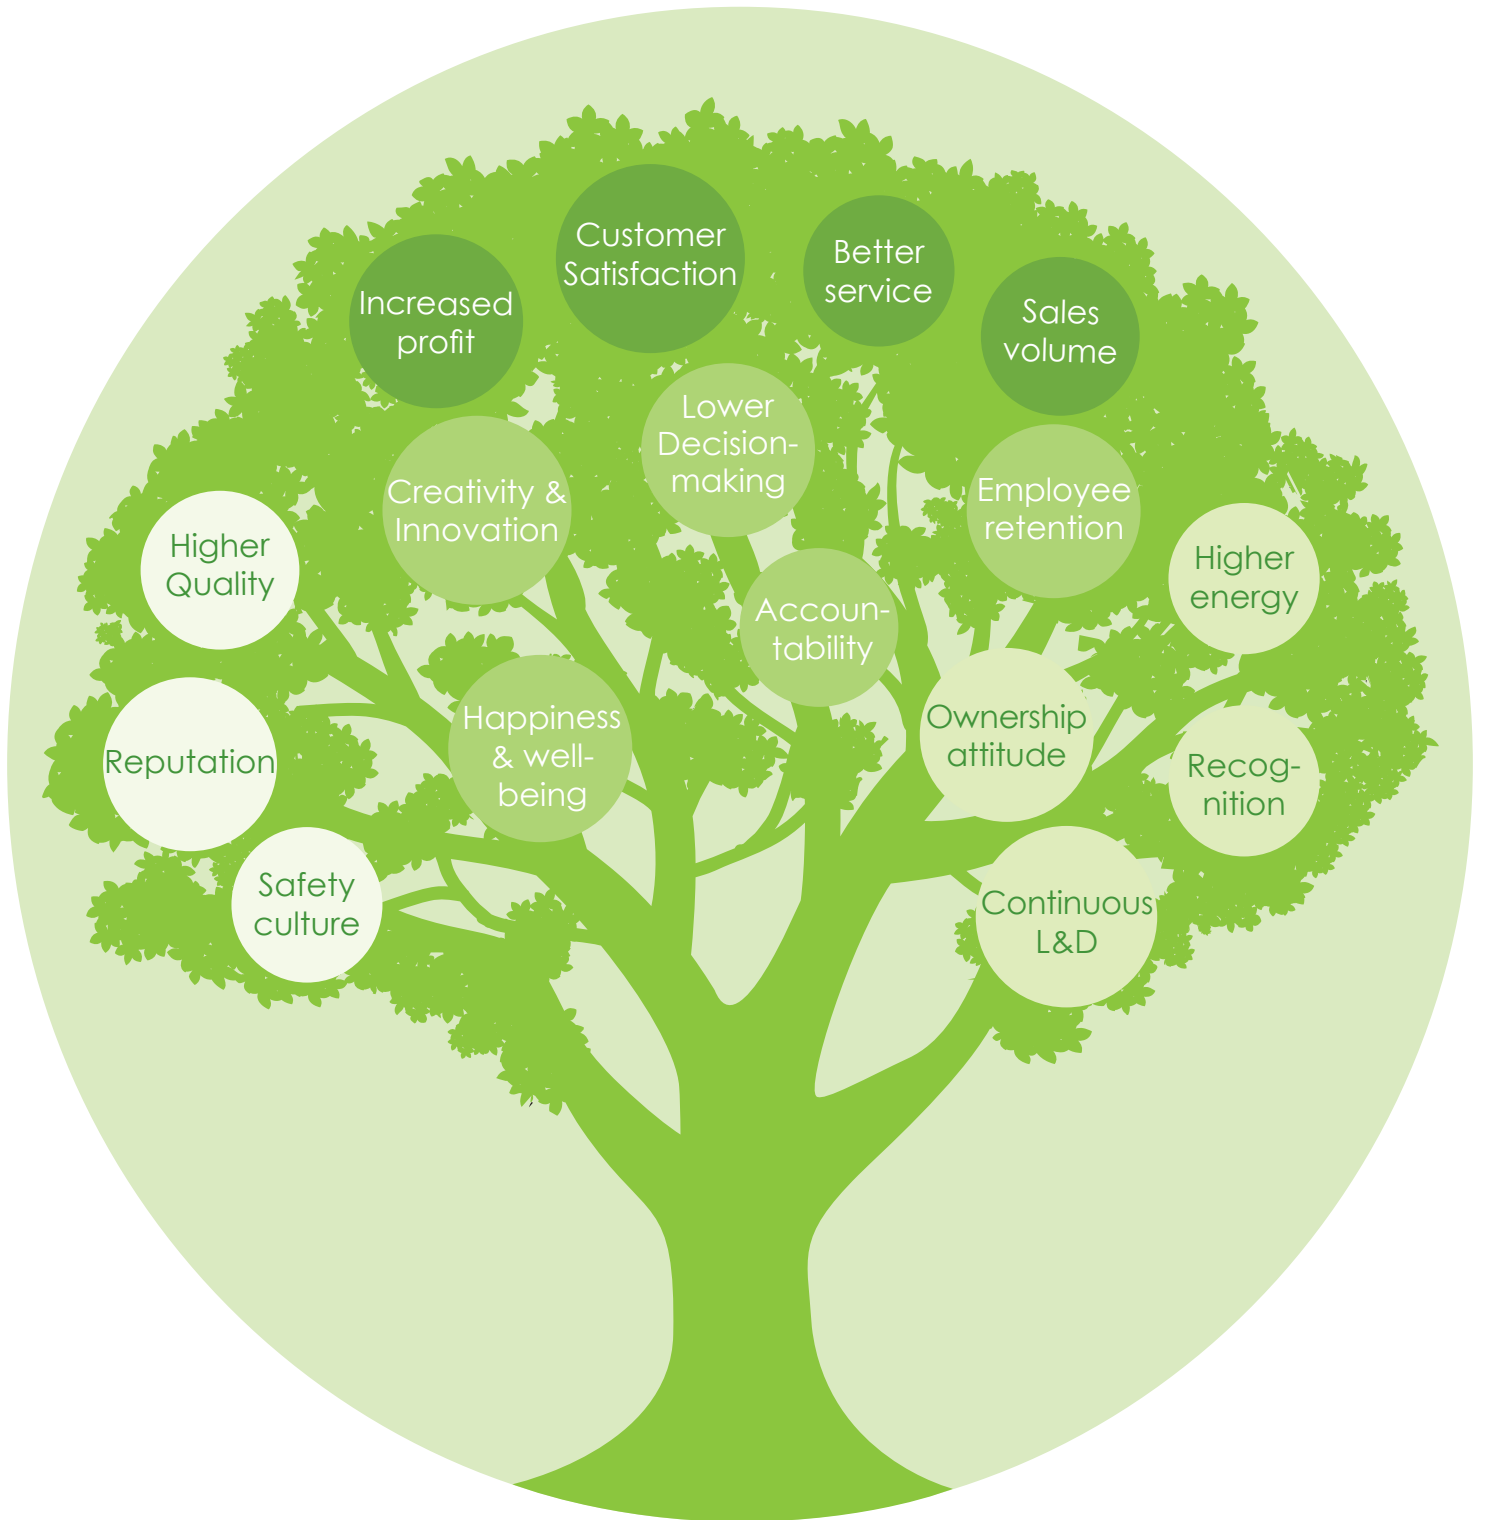 Customer
Satisfaction
Better
service
Increased
profit
Sales
volume
Lower
Decision-
making
Creativity &
Innovation
Employee
retention
Higher
Quality
Higher
energy
Accoun-
tability
Happiness
& well-
being
Ownership
attitude
Reputation
Recog-
nition
Safety
culture
Continuous
L&D